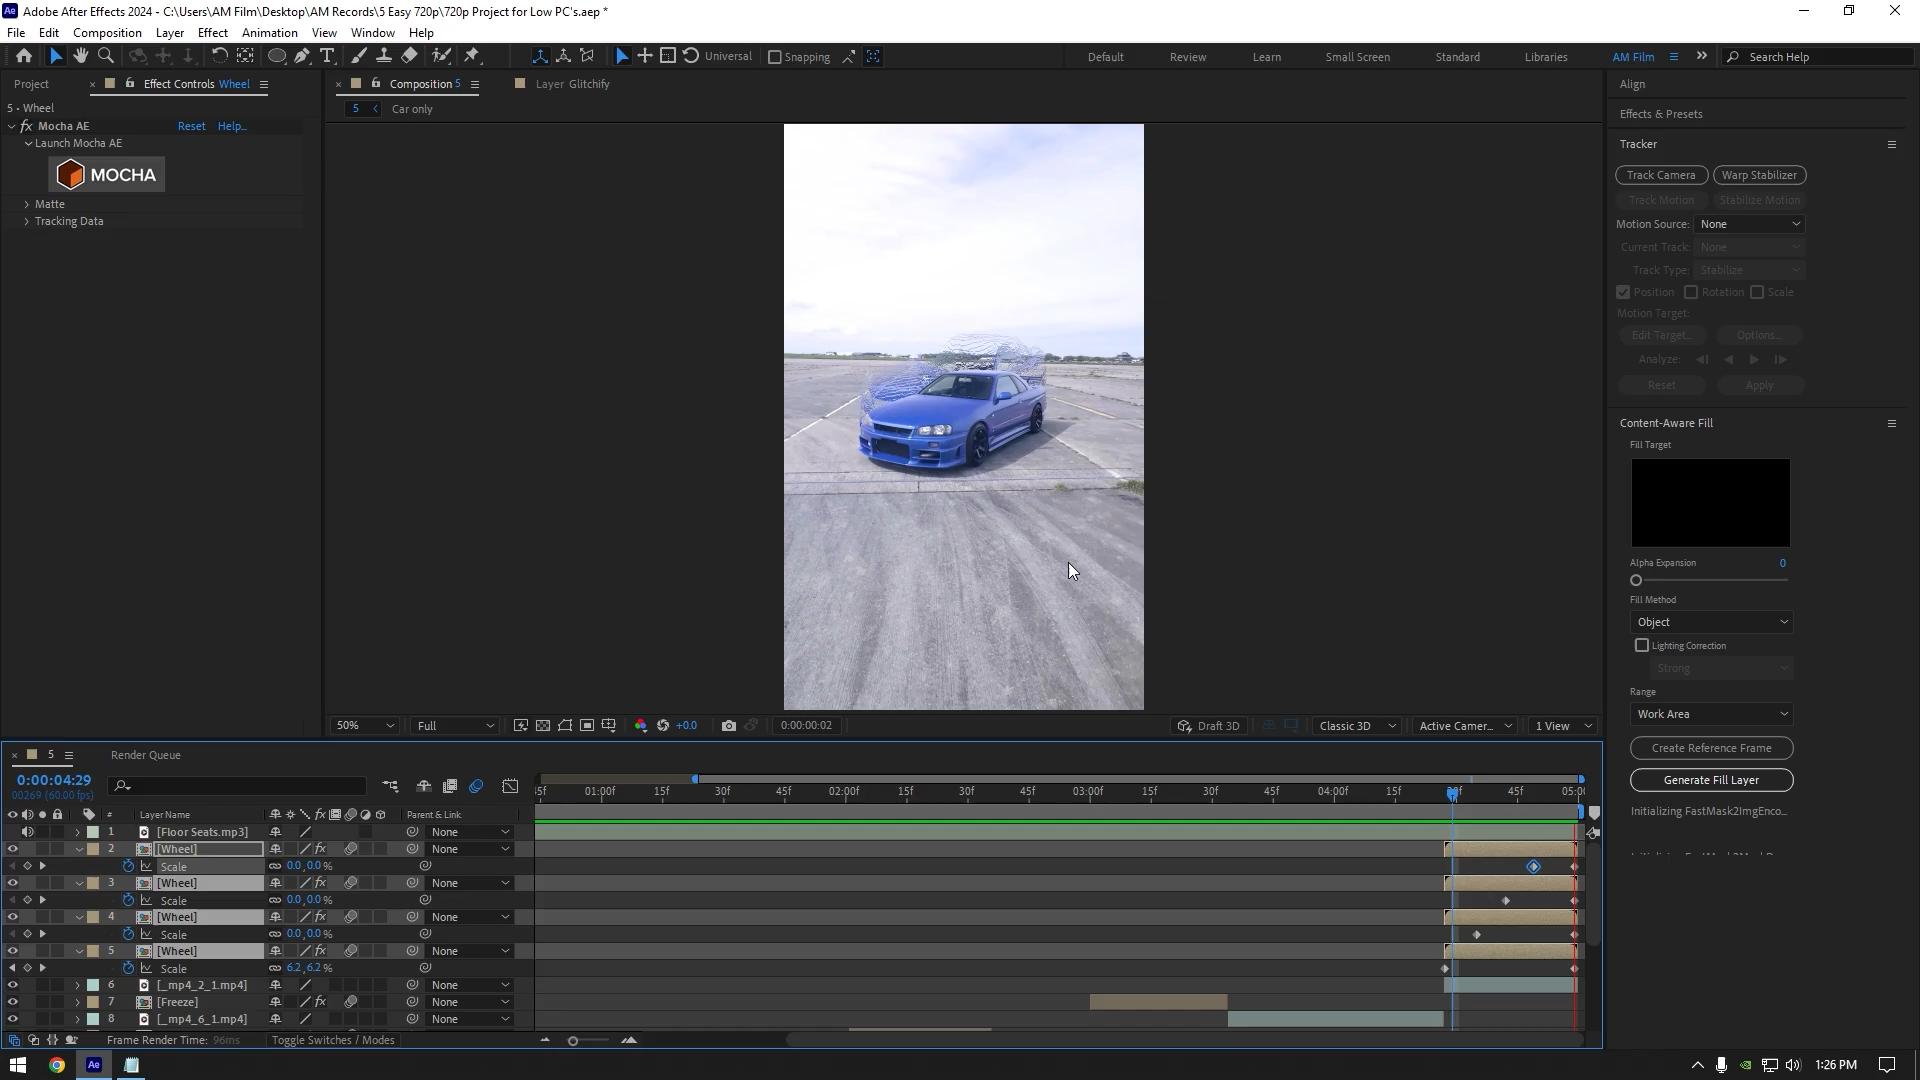 Adobe After Effects 2024 - C:\Users\AM Film\Desktop\AM Records\5 Easy 720p\720p Project for Low PC's.aep *
File Edit Composition Layer Effect Animation View Window Help
Universal Snapping Default Review Learn Small Screen Standard Libraries AM Film Search Help
Project Effect Controls Wheel Composition 5 Layer Glitchify Align
5 • Wheel 5 Car only
Effects & Presets
fx Mocha AE Reset Help...
Launch Mocha AE
MOCHA
Matte
Tracking Data
Tracker
Track Camera Warp Stabilizer
Track Motion Stabilize Motion
Motion Source: None
Current Track: None
Track Type: Stabilize
Position Rotation Scale
Motion Target:
Edit Target... Options...
Analyze:
Reset Apply
Content-Aware Fill
Fill Target
Alpha Expansion 0
Fill Method
Object
Lighting Correction
Strong
Range
Work Area
Create Reference Frame
Generate Fill Layer
Initializing FastMask2ImgEnco...
50% Full +0.0 0:00:00:02 Draft 3D Classic 3D Active Camer... 1 View
5 Render Queue
0:00:04:29
00269 (60.00 fps)
45f 01:00f 15f 30f 45f 02:00f 15f 30f 45f 03:00f 15f 30f 45f 04:00f 15f 45f 05:00
# Layer Name fx Parent & Link
1 [Floor Seats.mp3] None
2 [Wheel] fx None
Scale 0.0,0.0 %
3 [Wheel] fx None
Scale 0.0,0.0 %
4 [Wheel] fx None
Scale 0.0,0.0 %
5 [Wheel] fx None
Scale 6.2,6.2 %
6 [_mp4_2_1.mp4] None
7 [Freeze] fx None
8 [_mp4_6_1.mp4] None
Frame Render Time: 96ms Toggle Switches / Modes
Ae 1:26 PM